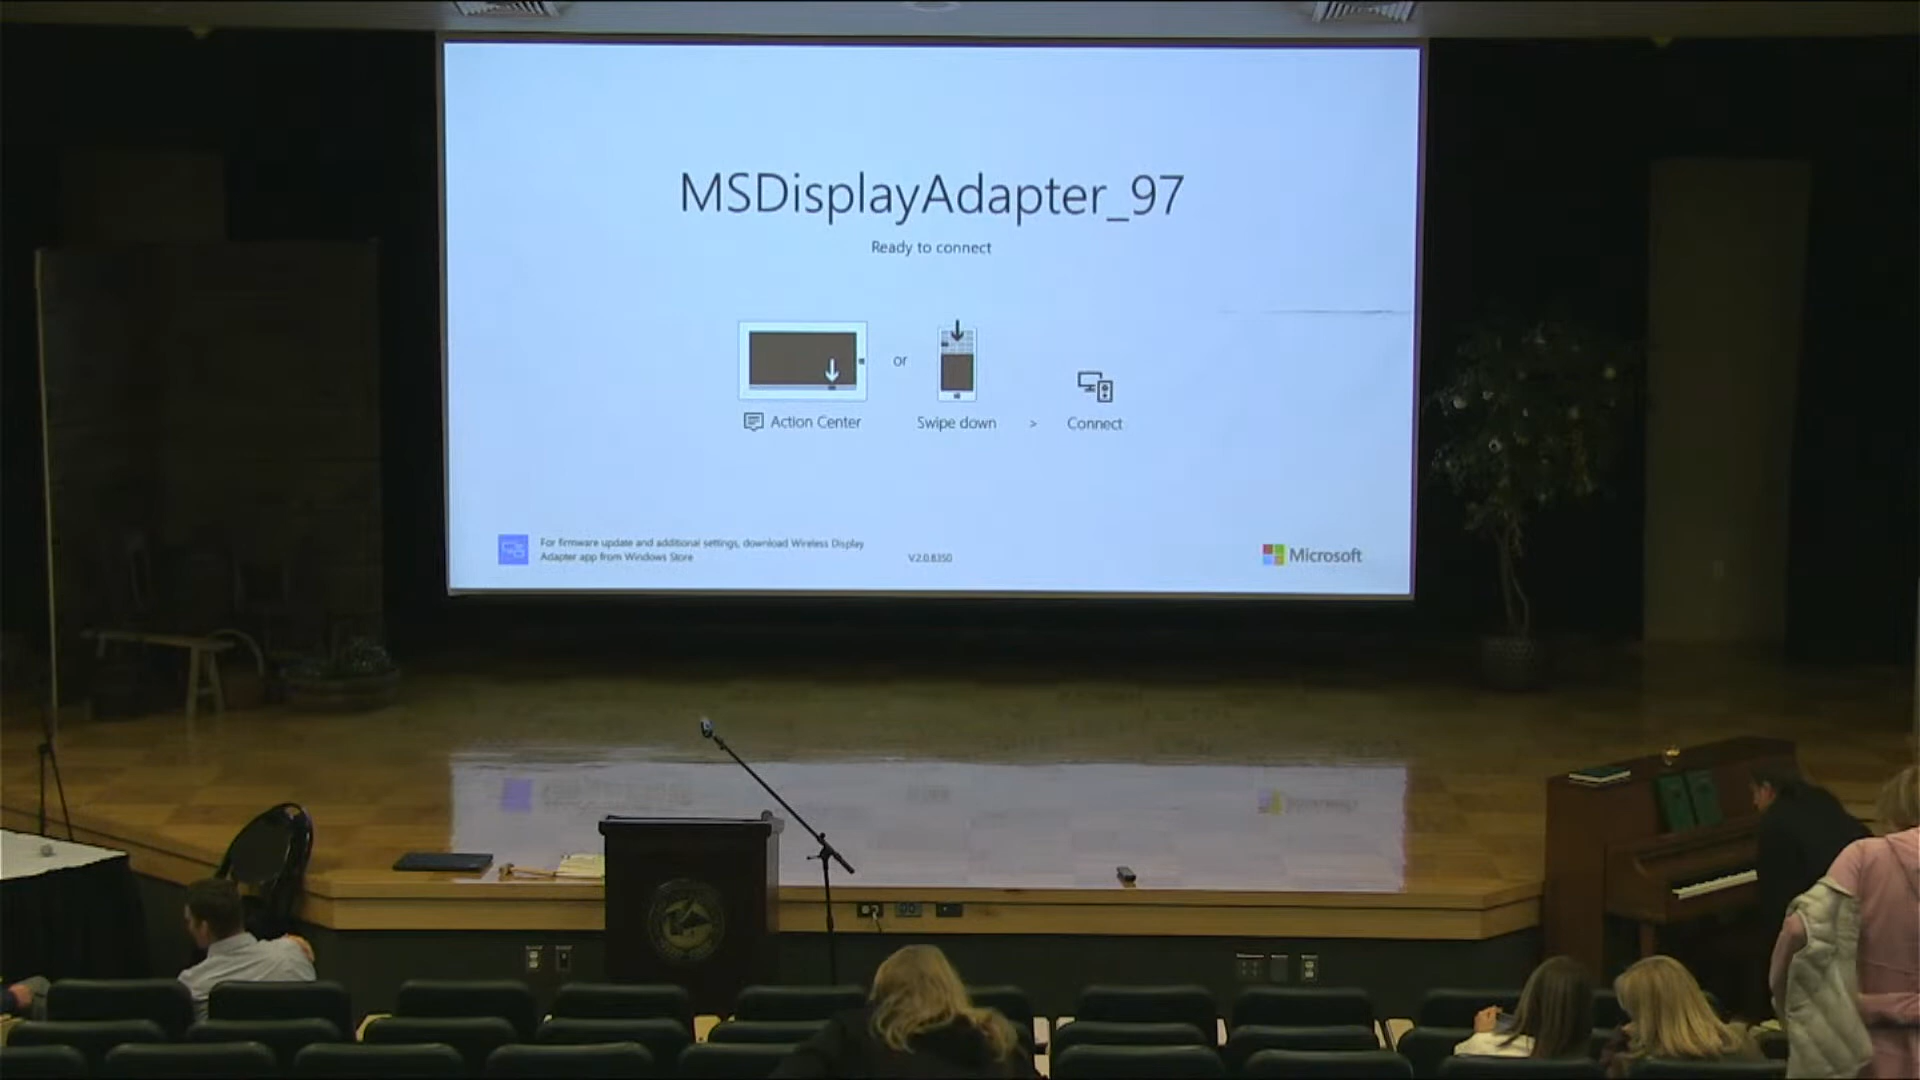 MSDisplayAdapter_97
Ready to connect
or
Action Center
Swipe down
>
Connect
For firmware update and additional settings, download Wireless Display
Adapter app from Windows Store
V2.0.8350
Microsoft